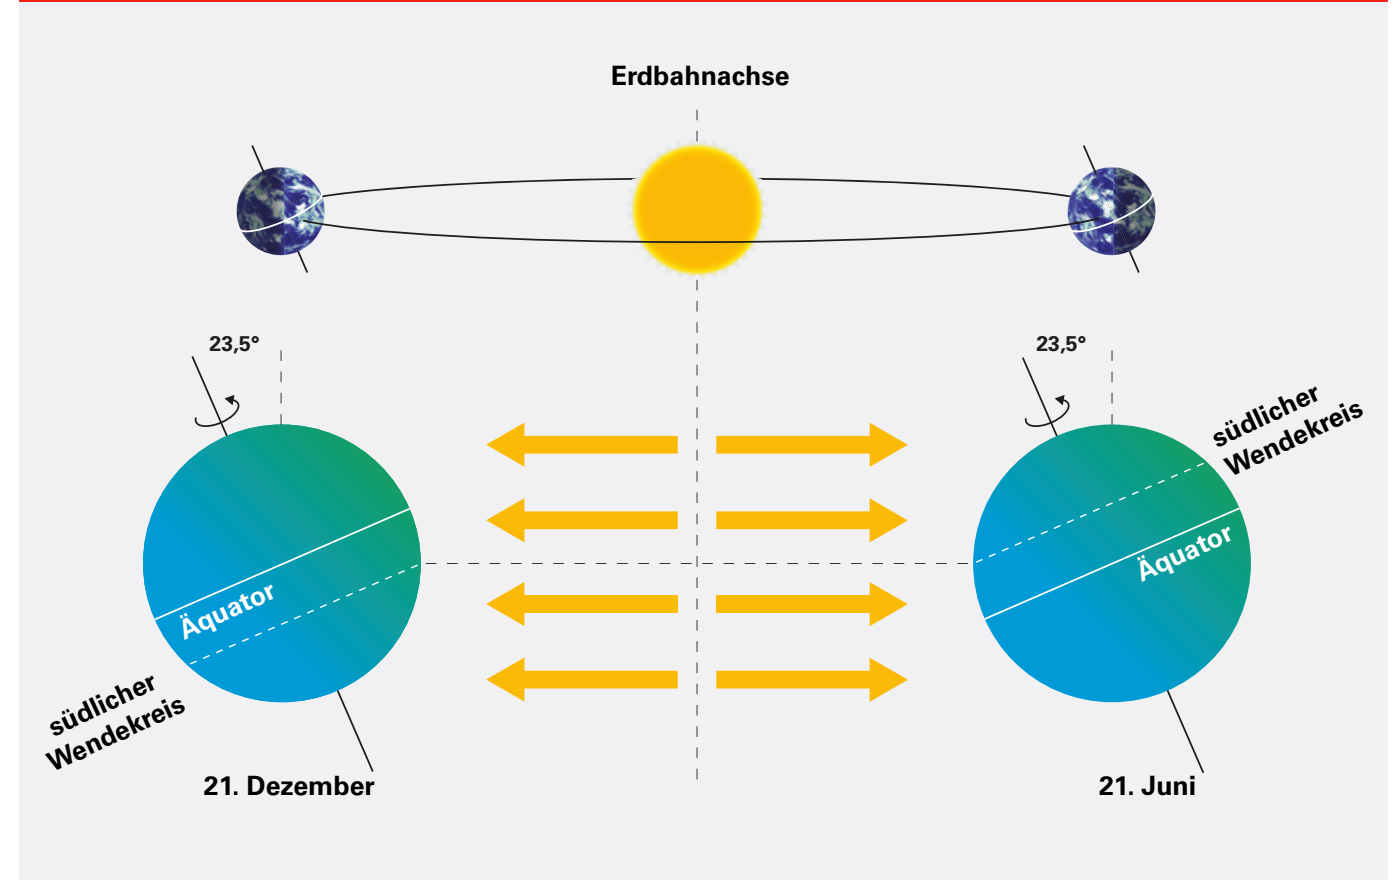 Erdbahnachse
23,5°
23,5°
südlicher
Wendekreis
Äquator
Äquator
südlicher
Wendekreis
21. Dezember
21. Juni